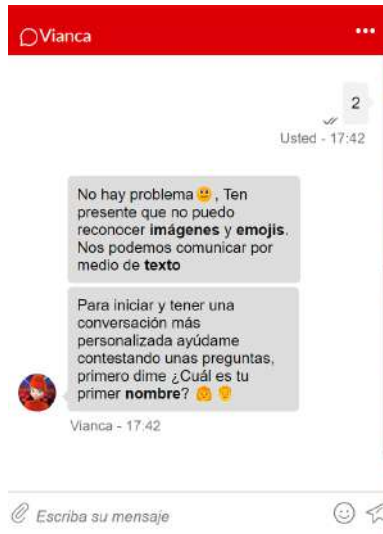 Vianca
2
Usted - 17:42
No hay problema 😃, Ten
presente que no puedo
reconocer imágenes y emojis.
Nos podemos comunicar por
medio de texto
Para iniciar y tener una
conversación más
personalizada ayúdame
contestando unas preguntas,
primero dime ¿Cuál es tu
primer nombre?
Vianca - 17:42
Escriba su mensaje